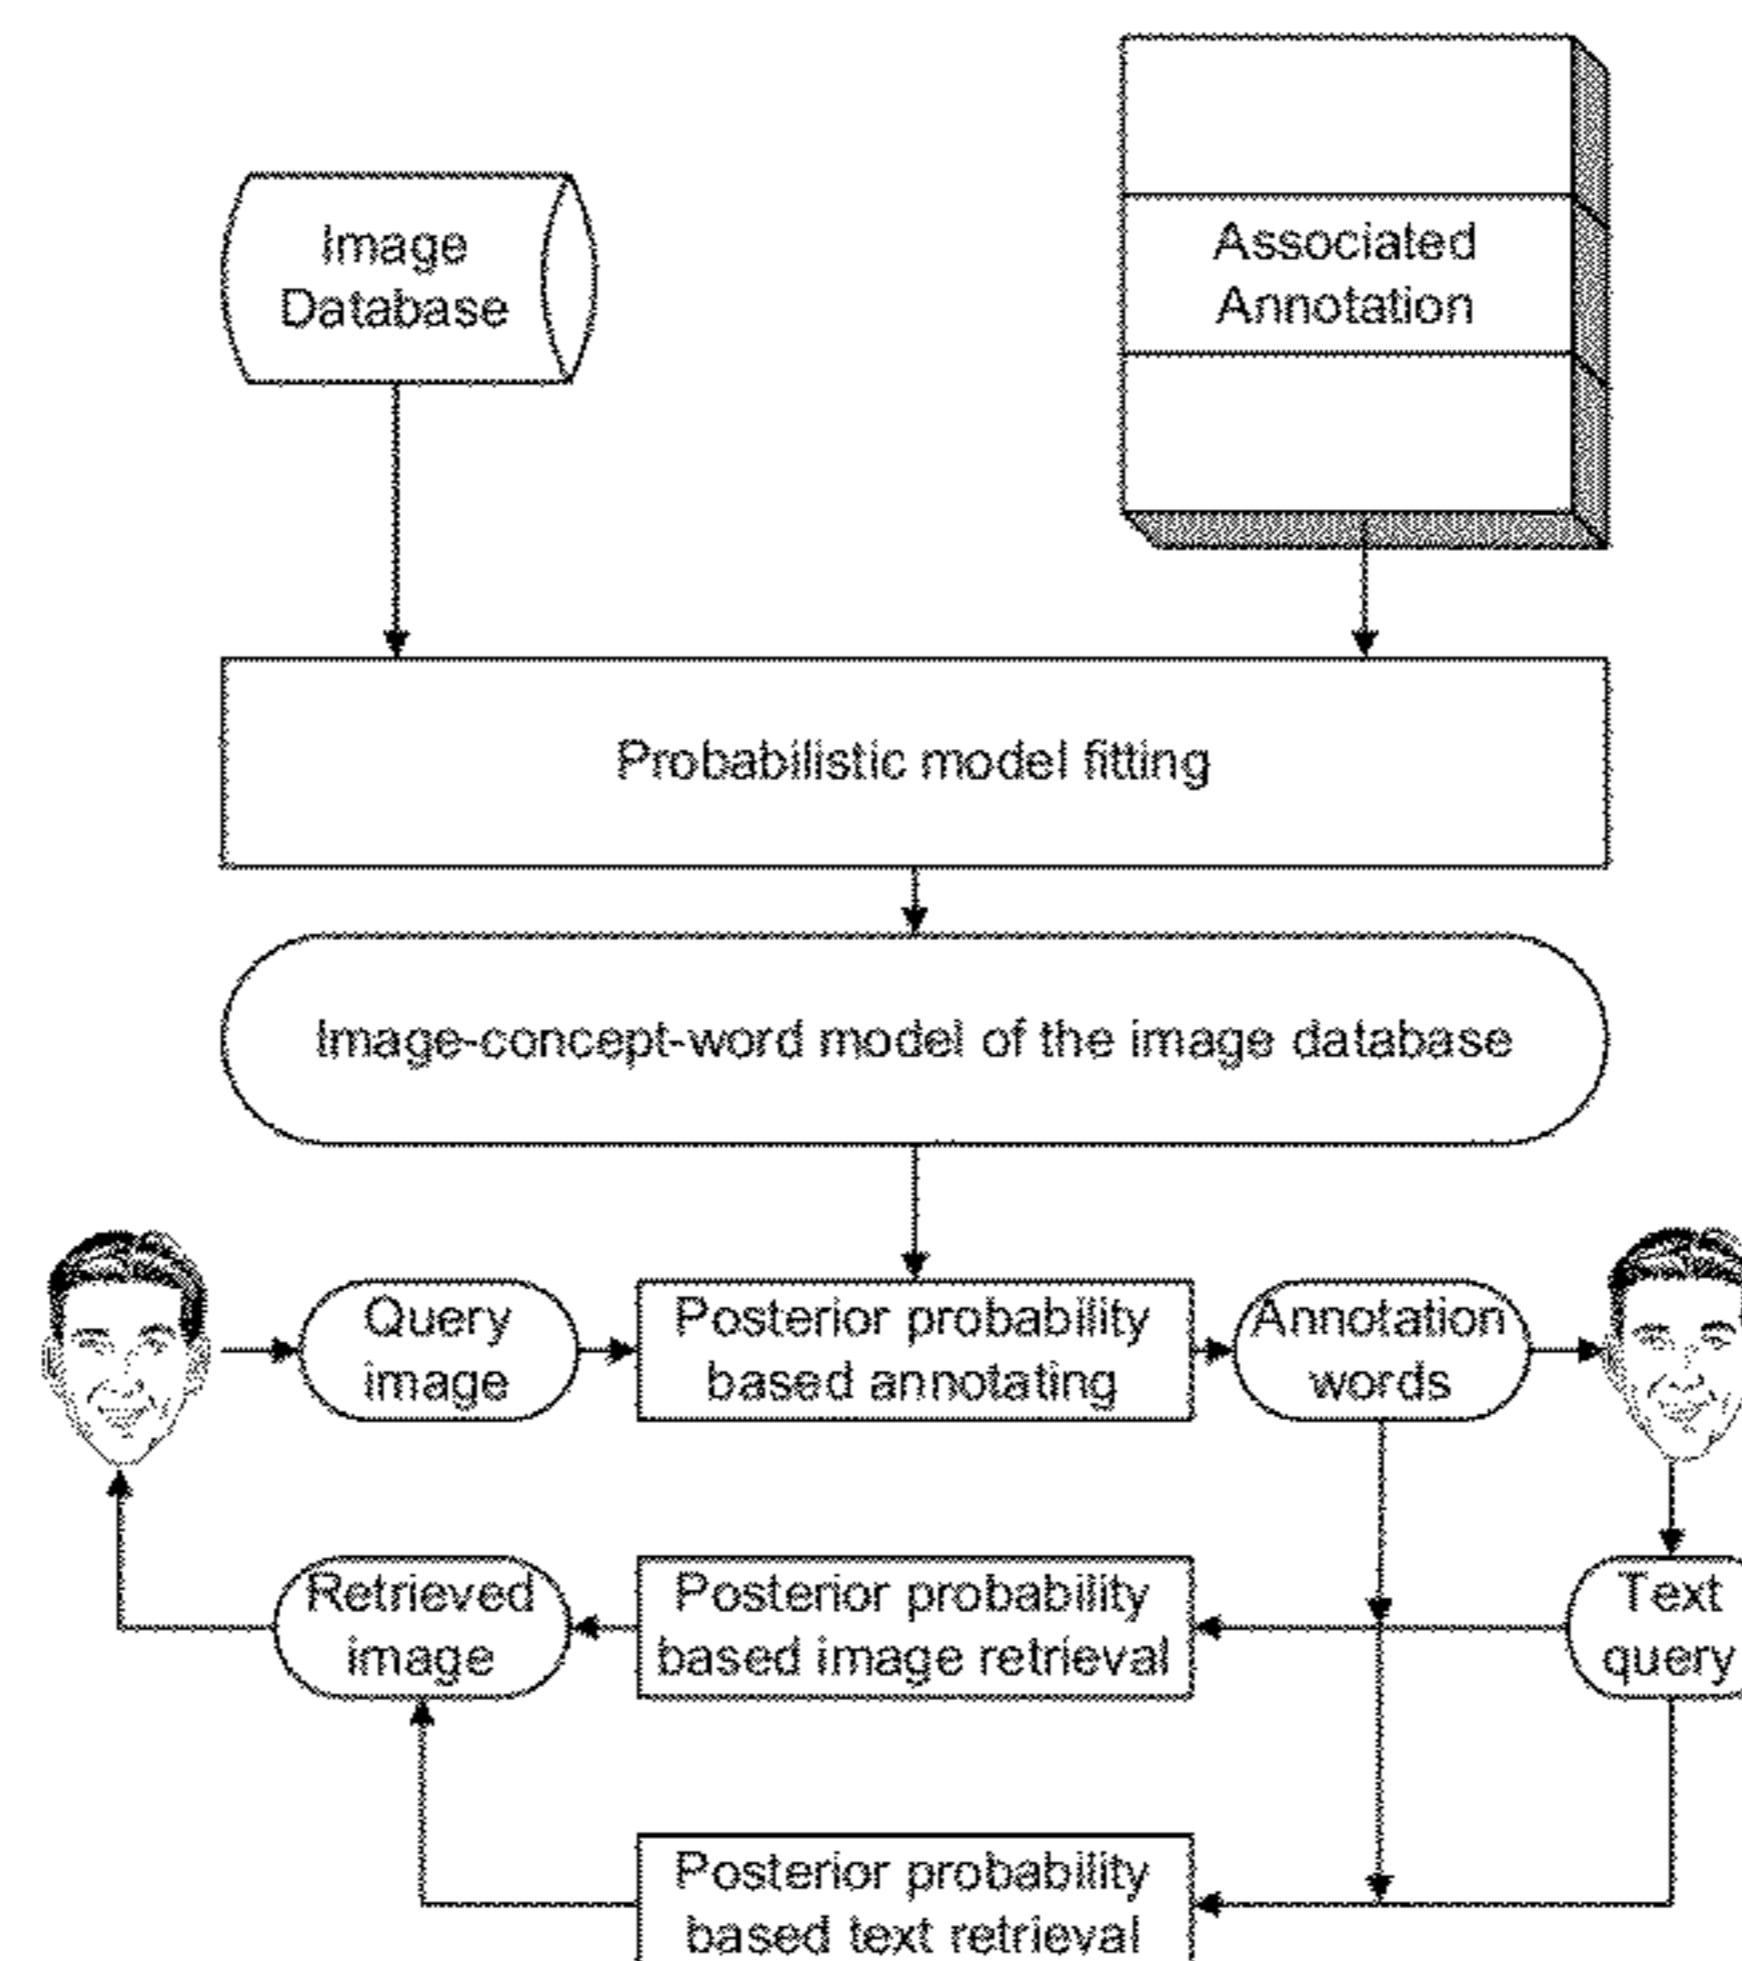 Image
Database
Associated
Annotation
Probabilistic model fitting
Image-concept-word model of the image database
Query
image
Posterior probability
based annotating
Annotation
words
Retrieved
image
Posterior probability
based image retrieval
Text
query
Posterior probability
based text retrieval